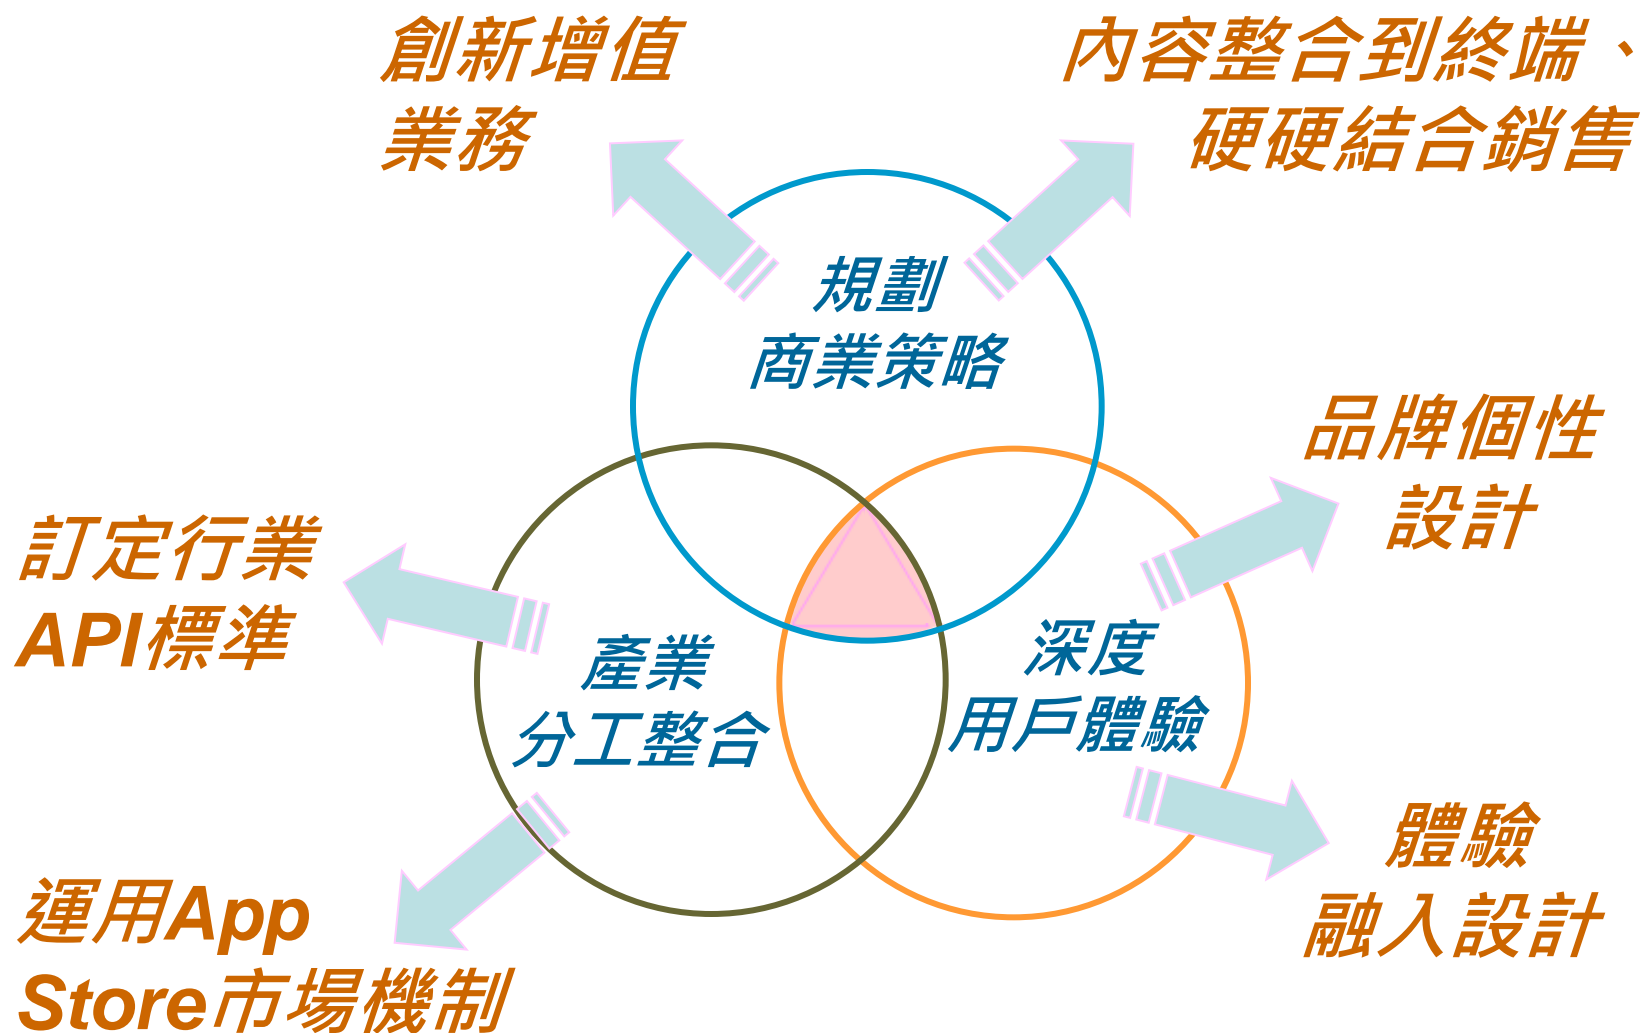 創新增值
業務
內容整合到終端、
硬硬結合銷售
規劃
商業策略
品牌個性
設計
訂定行業
API標準
產業
分工整合
深度
用戶體驗
體驗
融入設計
運用App
Store市場機制